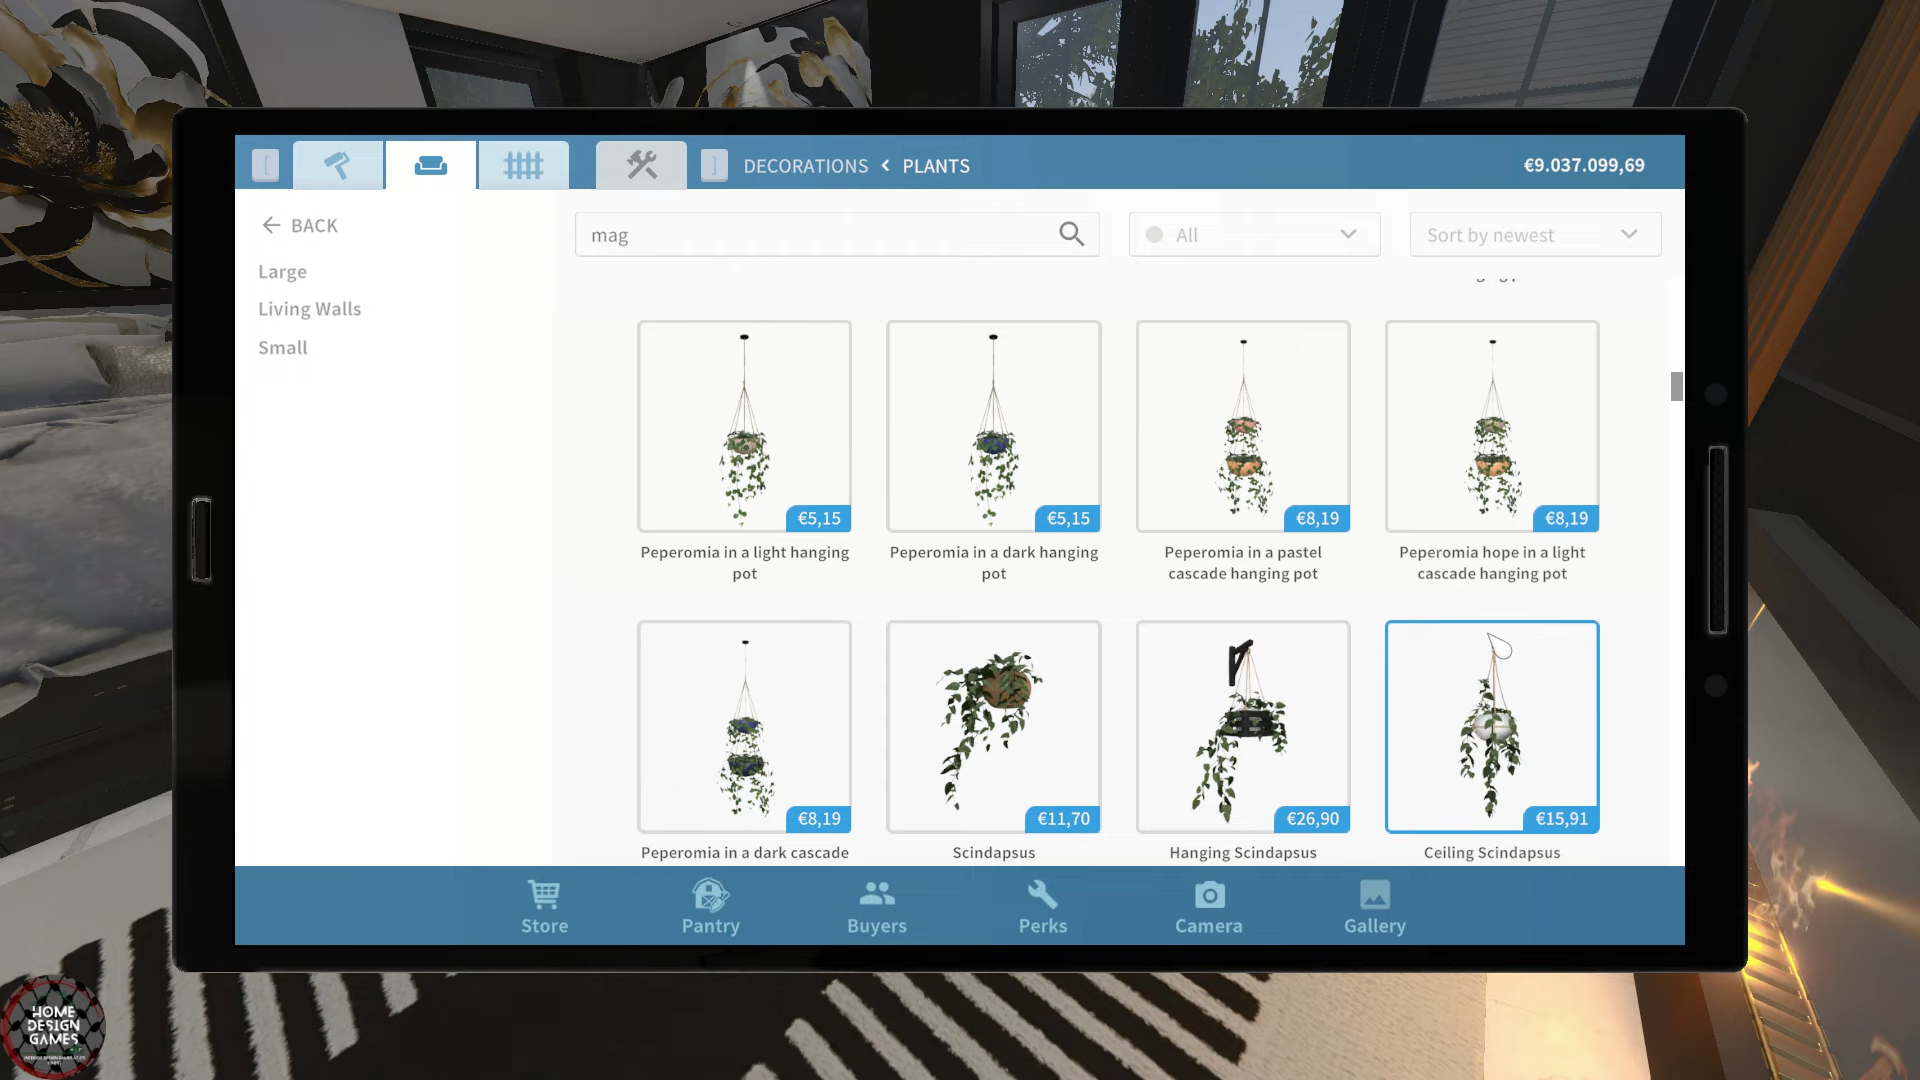 [
]
DECORATIONS < PLANTS
€9.037.099,69
BACK
Large
Living Walls
Small
mag
All
Sort by newest
€5,15
€5,15
€8,19
€8,19
Peperomia in a light hanging
pot
Peperomia in a dark hanging
pot
Peperomia in a pastel
cascade hanging pot
Peperomia hope in a light
cascade hanging pot
€8,19
€11,70
€26,90
€15,91
Peperomia in a dark cascade
Scindapsus
Hanging Scindapsus
Ceiling Scindapsus
Store
Pantry
Buyers
Perks
Camera
Gallery
HOME
DESIGN
GAMES